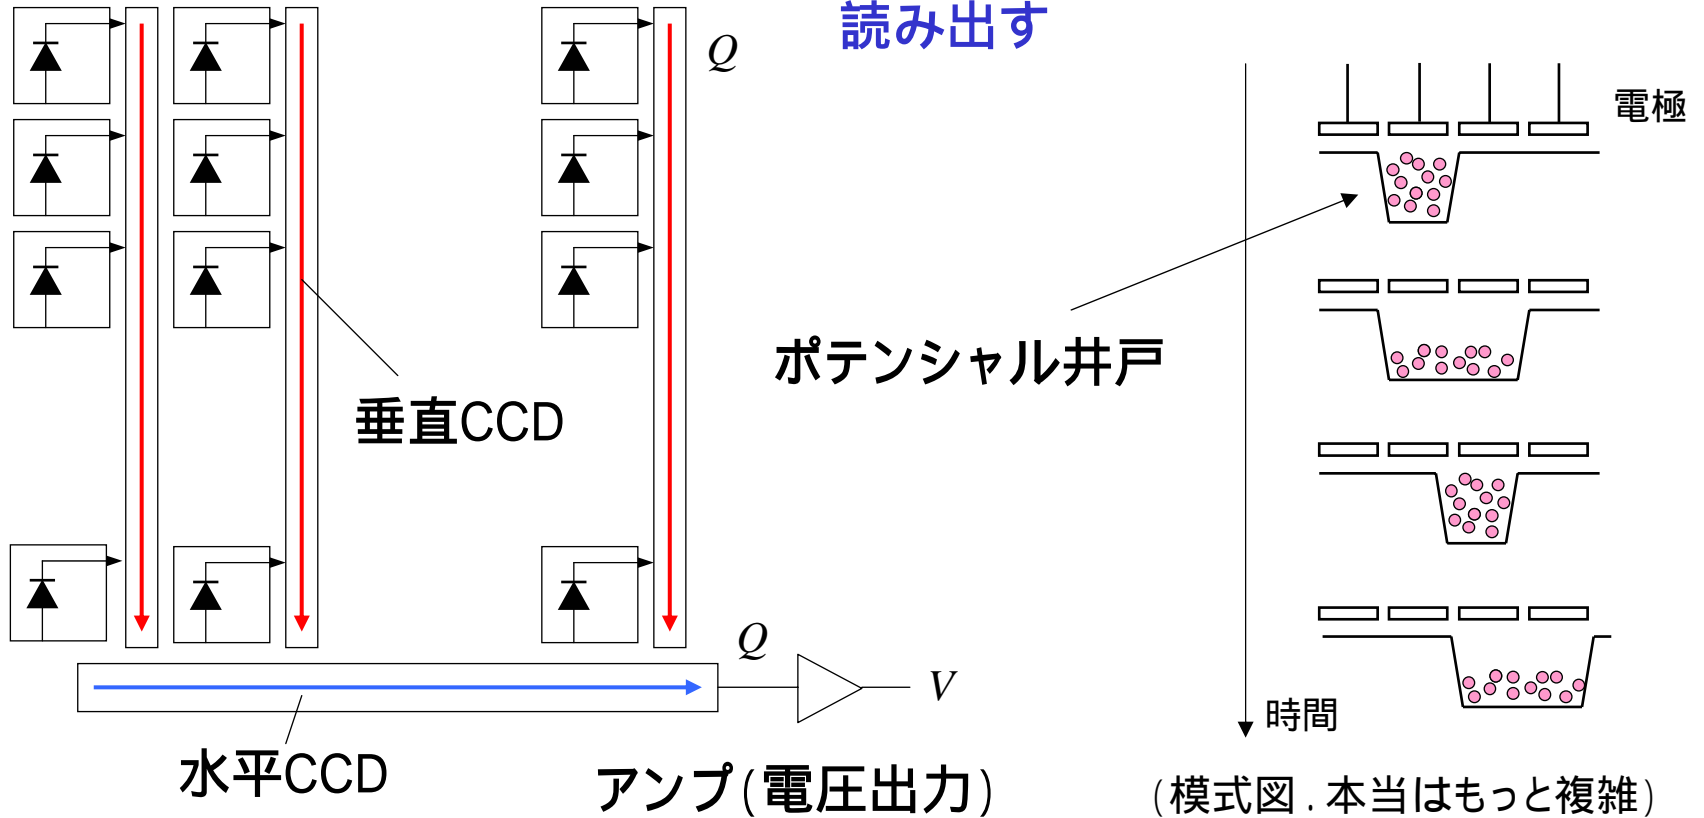 読み出す
Q
電極
ポテンシャル井戸
垂直CCD
Q
V
時間
水平CCD
アンプ(電圧出力)
(模式図.本当はもっと複雑)